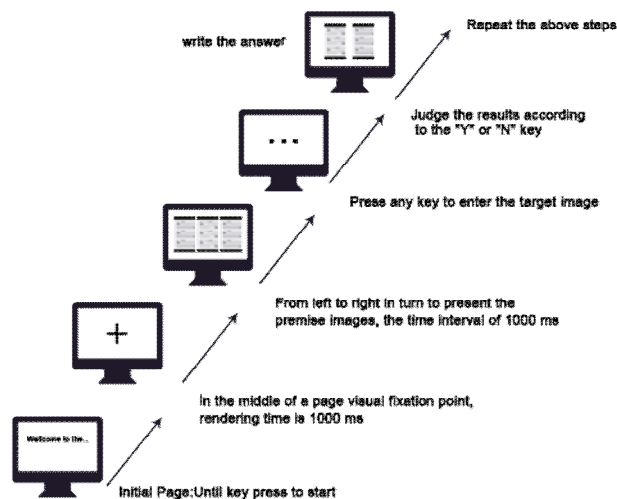 write the answer
Repeat the above steps
Judge the results according
to the "Y" or "N" key
Press any key to enter the target image
From left to right in turn to present the
premise images, the time interval of 1000 ms
In the middle of a page visual fixation point,
rendering time is 1000 ms
Wellcome to the...
Initial Page:Until key press to start